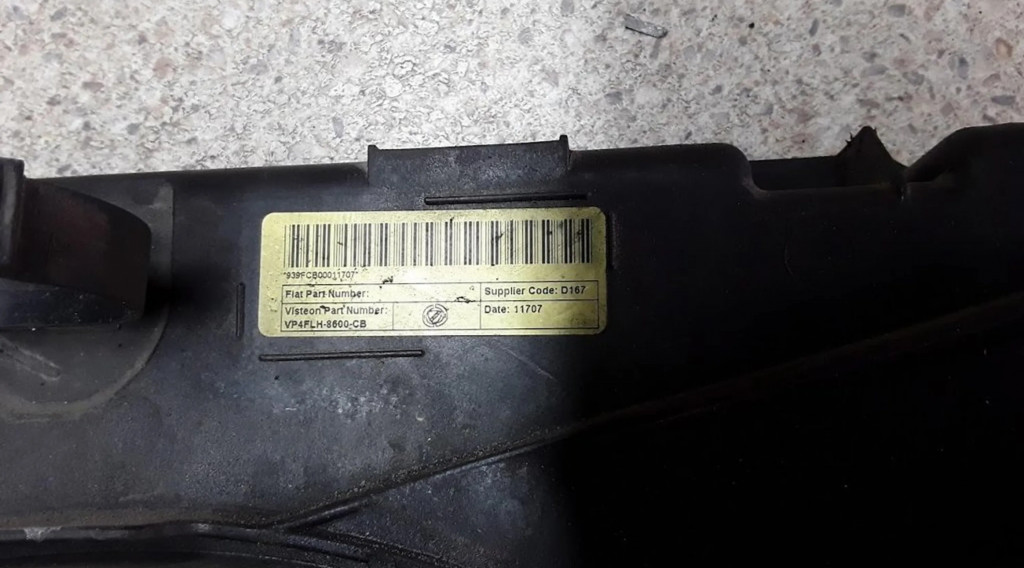 *939FCB00011707*
Fiat Part Number:
Supplier Code: D167
Visteon Part Number:
VP4FLH-8600-CB
Date: 11707